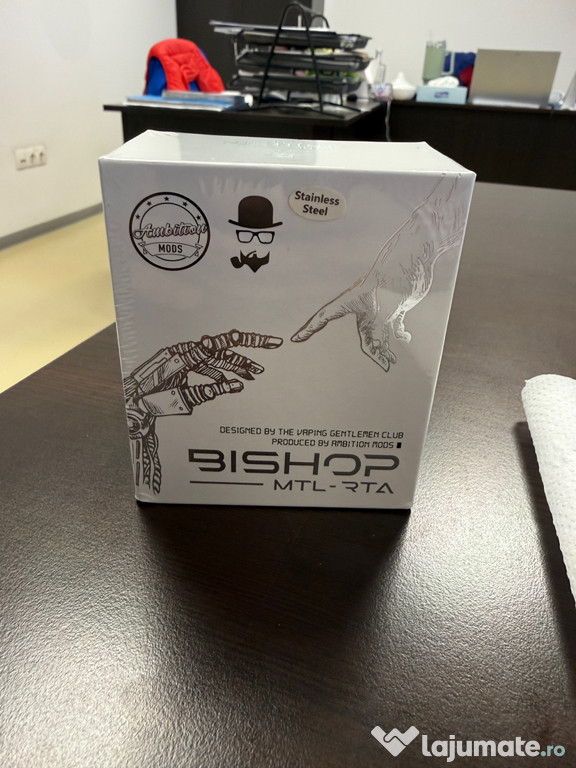 Ambition
MODS
Stainless
Steel
DESIGNED BY THE VAPING GENTLEMEN CLUB
PRODUCED BY AMBITION MODS
BISHOP
MTL-RTA
lajumate.ro